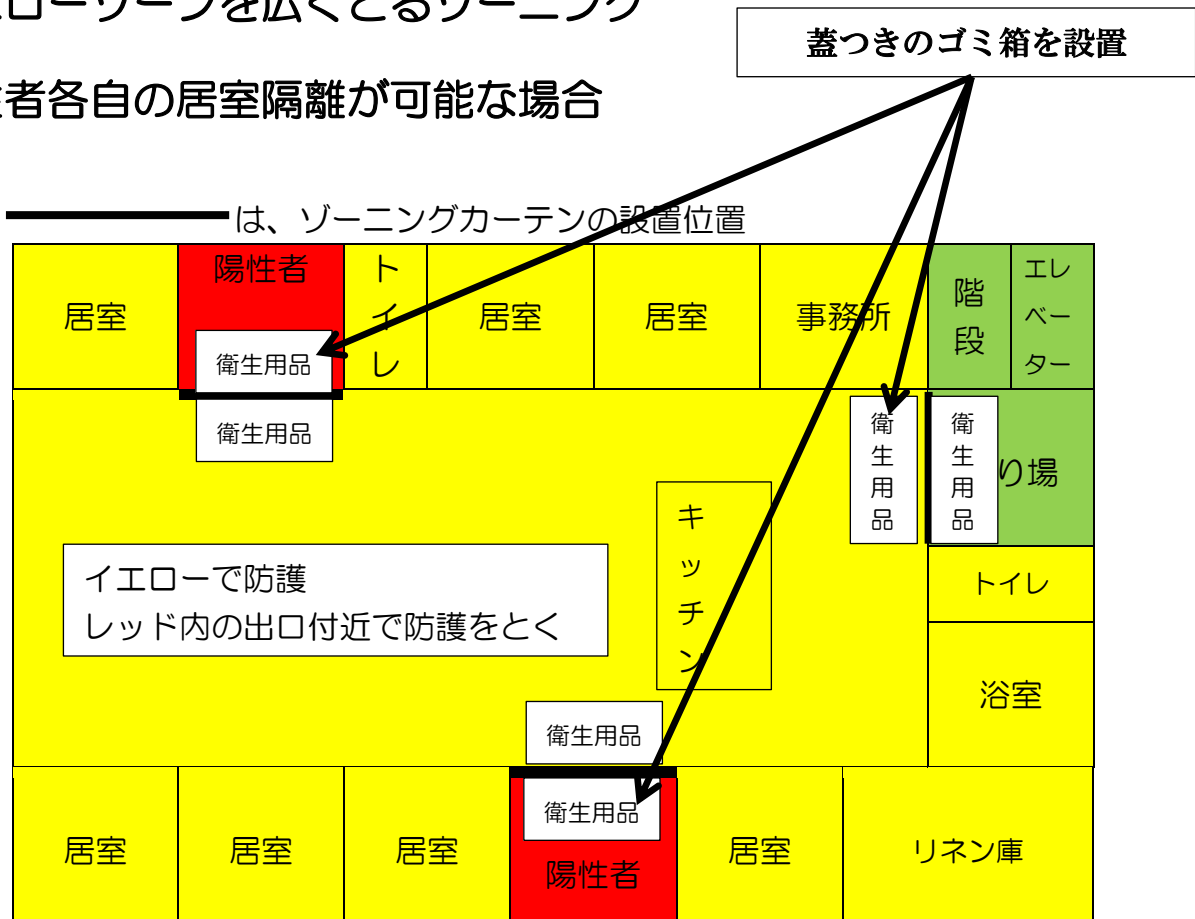 ローゾーンを広くとるゾーニング
蓋つきのゴミ箱を設置
者各自の居室隔離が可能な場合
は、ゾーニングカーテンの設置位置
居室
陽性者
トイレ
居室
居室
事務所
階段
エレベーター
衛生用品
衛生用品
衛生用品
衛生用品
り場
キッチン
イエローで防護
レッド内の出口付近で防護をとく
トイレ
浴室
衛生用品
衛生用品
居室
居室
居室
陽性者
居室
リネン庫